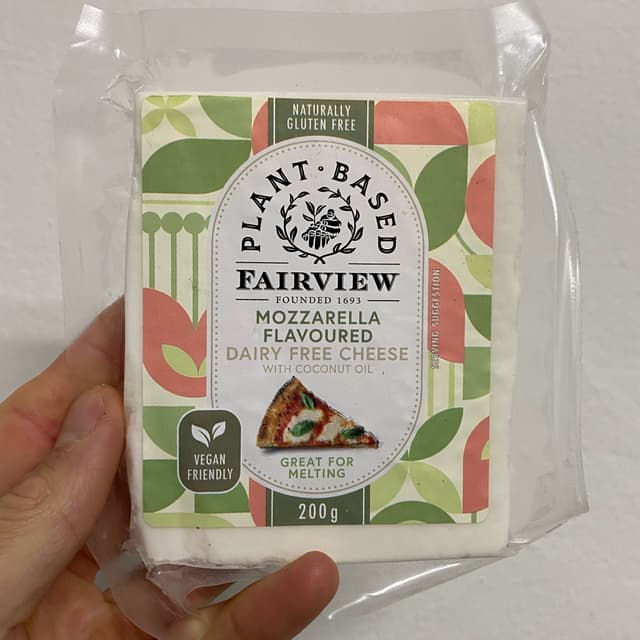 NATURALLY
GLUTEN FREE
PLANT·BASED
FAIRVIEW
FOUNDED 1693
MOZZARELLA
FLAVOURED
DAIRY FREE CHEESE
WITH COCONUT OIL
SERVING SUGGESTION
VEGAN
FRIENDLY
GREAT FOR
MELTING
200g